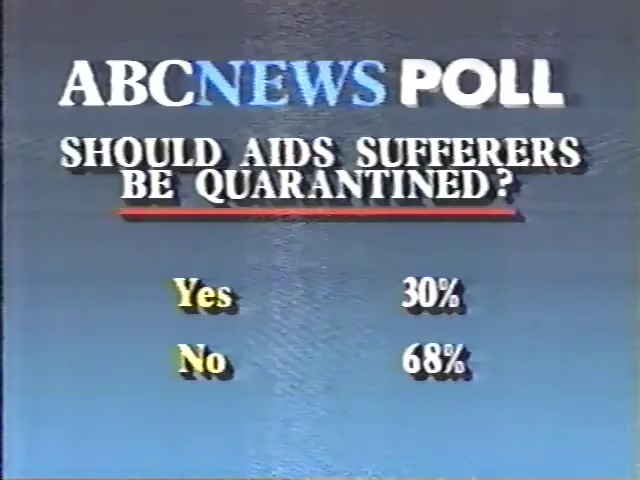 ABCNEWS POLL
SHOULD AIDS SUFFERERS
BE QUARANTINED?
Yes 30%
No 68%